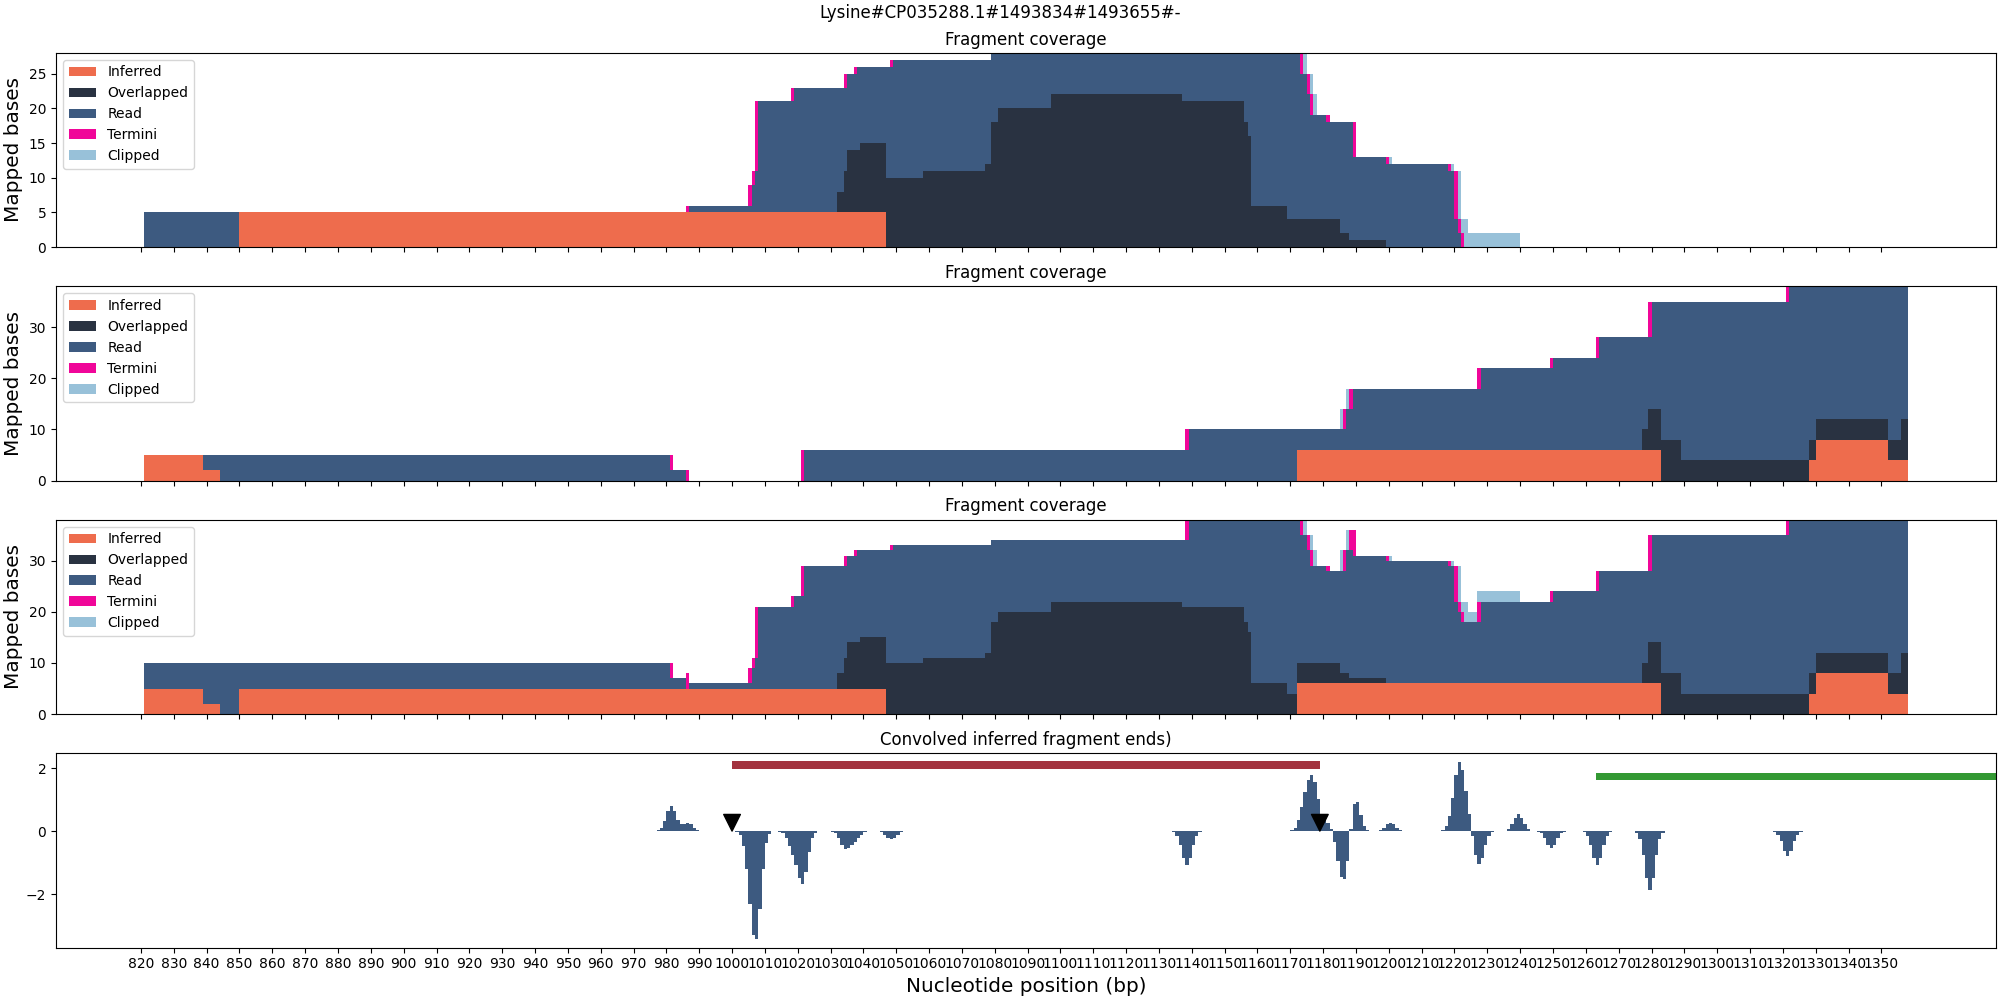 Lysine#CP035288.1#1493834#1493655#-
Fragment coverage
Mapped bases
25
20
15
10
5
0
Inferred
Overlapped
Read
Termini
Clipped
Fragment coverage
Mapped bases
30
20
10
0
Inferred
Overlapped
Read
Termini
Clipped
Fragment coverage
Mapped bases
30
20
10
0
Inferred
Overlapped
Read
Termini
Clipped
Convolved inferred fragment ends)
2
0
−2
820 830 840 850 860 870 880 890 900 910 920 930 940 950 960 970 980 990 1000 1010 1020 1030 1040 1050 1060 1070 1080 1090 1100 1110 1120 1130 1140 1150 1160 1170 1180 1190 1200 1210 1220 1230 1240 1250 1260 1270 1280 1290 1300 1310 1320 1330 1340 1350
Nucleotide position (bp)